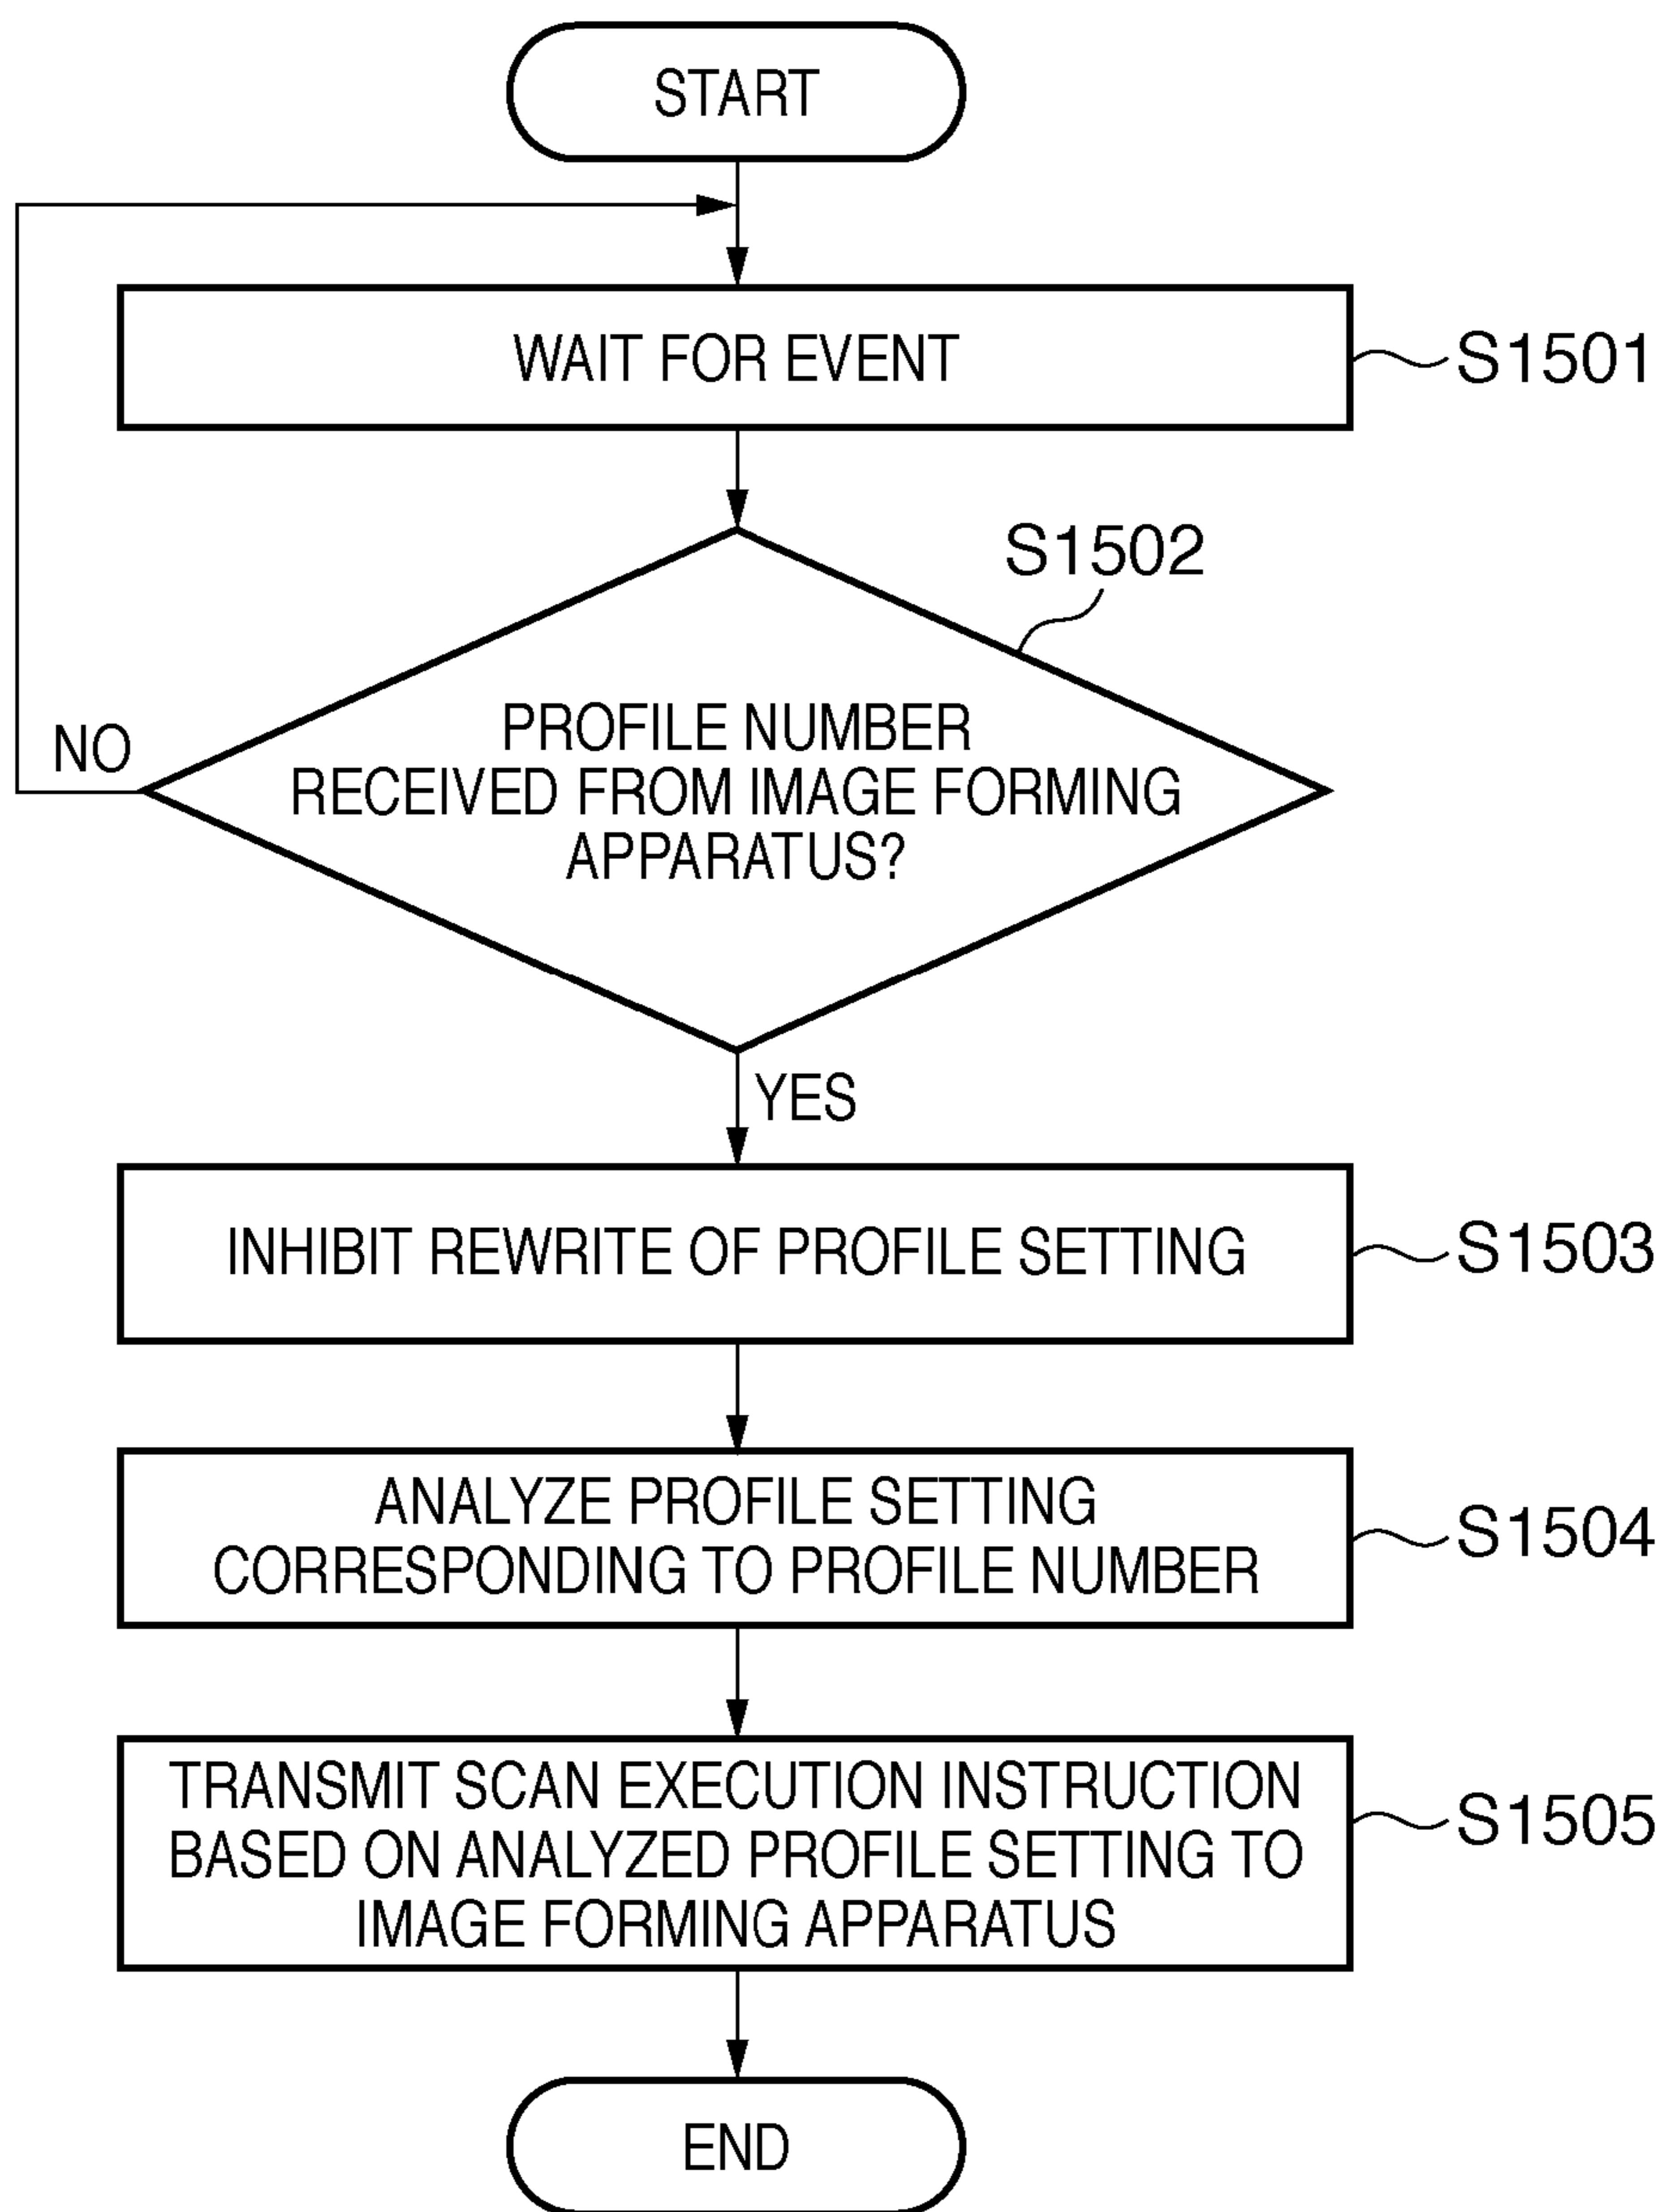 START
WAIT FOR EVENT
S1501
S1502
PROFILE NUMBER
RECEIVED FROM IMAGE FORMING
APPARATUS?
NO
YES
INHIBIT REWRITE OF PROFILE SETTING
S1503
ANALYZE PROFILE SETTING
CORRESPONDING TO PROFILE NUMBER
S1504
TRANSMIT SCAN EXECUTION INSTRUCTION
BASED ON ANALYZED PROFILE SETTING TO
IMAGE FORMING APPARATUS
S1505
END